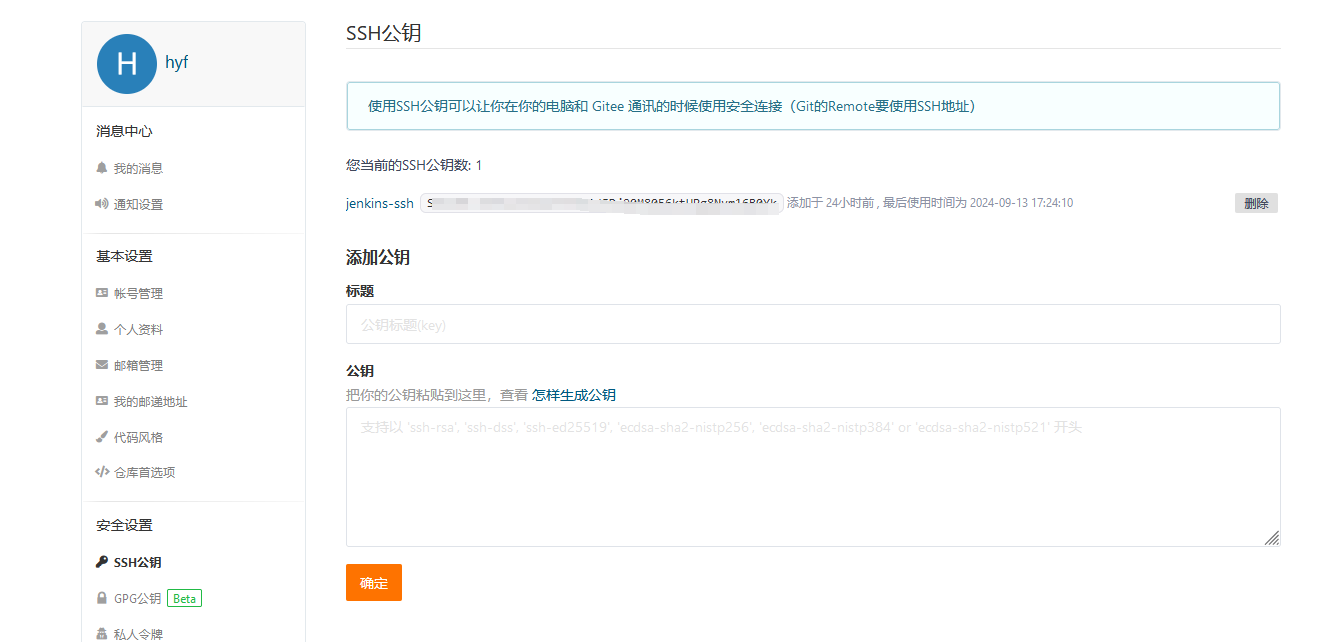 H
hyf
消息中心
我的消息
通知设置
基本设置
帐号管理
个人资料
邮箱管理
我的邮递地址
代码风格
仓库首选项
安全设置
SSH公钥
GPG公钥 Beta
私人令牌
SSH公钥
使用SSH公钥可以让你在你的电脑和 Gitee 通讯的时候使用安全连接（Git的Remote要使用SSH地址）
您当前的SSH公钥数: 1
jenkins-ssh 添加于 24小时前 , 最后使用时间为 2024-09-13 17:24:10 删除
添加公钥
标题
公钥标题(key)
公钥
把你的公钥粘贴到这里，查看 怎样生成公钥
支持以 'ssh-rsa', 'ssh-dss', 'ssh-ed25519', 'ecdsa-sha2-nistp256', 'ecdsa-sha2-nistp384' or 'ecdsa-sha2-nistp521' 开头
确定